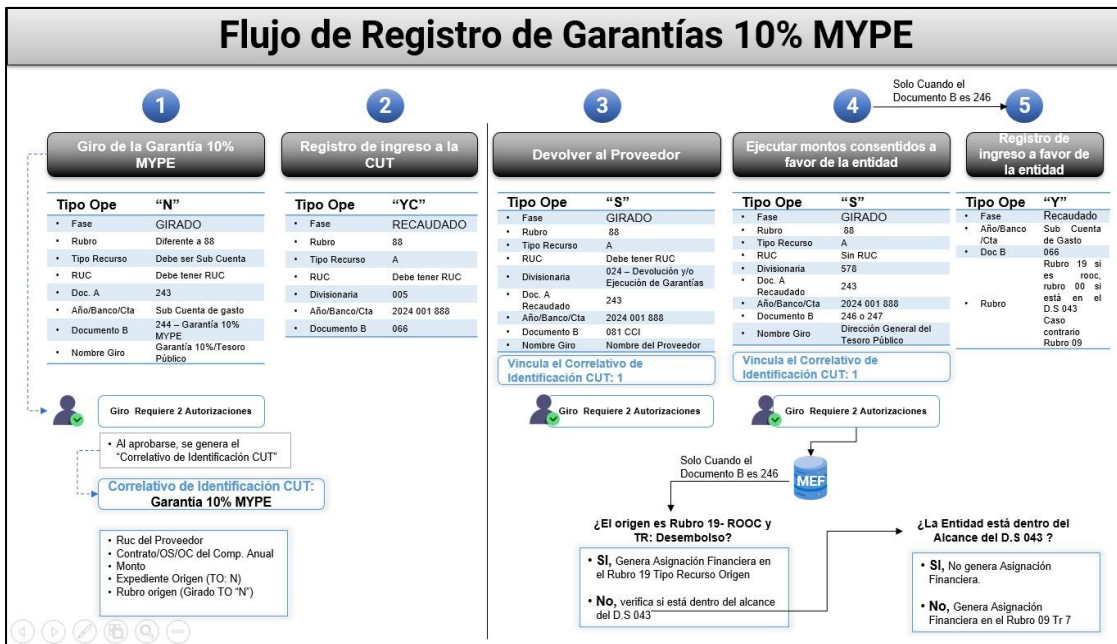 Flujo de Registro de Garantías 10% MYPE
Solo Cuando el
Documento B es 246
1
2
3
4
5
Giro de la Garantía 10%
MYPE
Tipo Ope "N"
• Fase GIRADO
• Rubro Diferente a 88
• Tipo Recurso Debe ser Sub Cuenta
• RUC Debe tener RUC
• Doc. A 243
• Año/Banco/Cta Sub Cuenta de gasto
• Documento B 244 – Garantía 10%
MYPE
• Nombre Giro Garantía 10%/Tesoro
Público
Giro Requiere 2 Autorizaciones
• Al aprobarse, se genera el
"Correlativo de Identificación CUT"
Correlativo de Identificación CUT:
Garantia 10% MYPE
• Ruc del Proveedor
• Contrato/OS/OC del Comp. Anual
• Monto
• Expediente Origen (TO: N)
• Rubro origen (Girado TO "N")
Registro de ingreso a la
CUT
Tipo Ope "YC"
• Fase RECAUDADO
• Rubro 88
• Tipo Recurso A
• RUC Debe tener RUC
• Divisionaria 005
• Año/Banco/Cta 2024 001 888
• Documento B 066
Devolver al Proveedor
Tipo Ope "S"
• Fase GIRADO
• Rubro 88
• Tipo Recurso A
• RUC Debe tener RUC
• Divisionaria 024 – Devolución y/o
Ejecución de Garantías
• Doc. A
Recaudado 243
• Año/Banco/Cta 2024 001 888
• Documento B 081 CCI
• Nombre Giro Nombre del Proveedor
Vincula el Correlativo de
Identificación CUT: 1
Giro Requiere 2 Autorizaciones
Ejecutar montos consentidos a
favor de la entidad
Tipo Ope "S"
• Fase GIRADO
• Rubro 88
• Tipo Recurso A
• RUC Sin RUC
• Divisionaria 578
• Doc. A
Recaudado 243
• Año/Banco/Cta 2024 001 888
• Documento B 246 o 247
• Nombre Giro Dirección General del
Tesoro Público
Vincula el Correlativo de
Identificación CUT: 1
Giro Requiere 2 Autorizaciones
Registro de
ingreso a favor de
la entidad
Tipo Ope "Y"
• Fase Recaudado
• Año/Banco
/Cta Sub Cuenta
de Gasto
• Doc B 066
• Rubro Rubro 19 si
es rooc,
rubro 00 si
está en el
D.S 043
Caso
contrario
Rubro 09
Solo Cuando el
Documento B es 246
MEF
¿El origen es Rubro 19- ROOC y
TR: Desembolso?
• SI, Genera Asignación Financiera en
el Rubro 19 Tipo Recurso Origen
• No, verifica si está dentro del alcance
del D.S 043
¿La Entidad está dentro del
Alcance del D.S 043 ?
• SI, No genera Asignación
Financiera.
• No, Genera Asignación
Financiera en el Rubro 09 Tr 7